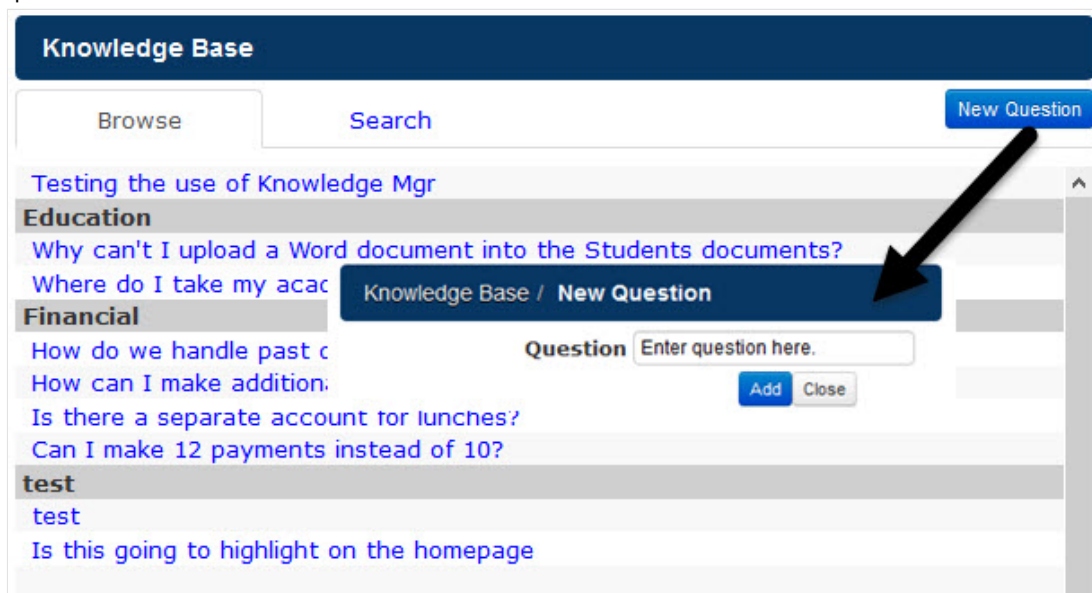 Knowledge Base
Browse Search New Question
Testing the use of Knowledge Mgr
Education
Why can't I upload a Word document into the Students documents?
Where do I take my
Knowledge Base / New Question
Financial
How do we handle past
Question Enter question here.
How can I make
Add Close
Is there a separate account for lunches?
Can I make 12 payments instead of 10?
test
test
Is this going to highlight on the homepage